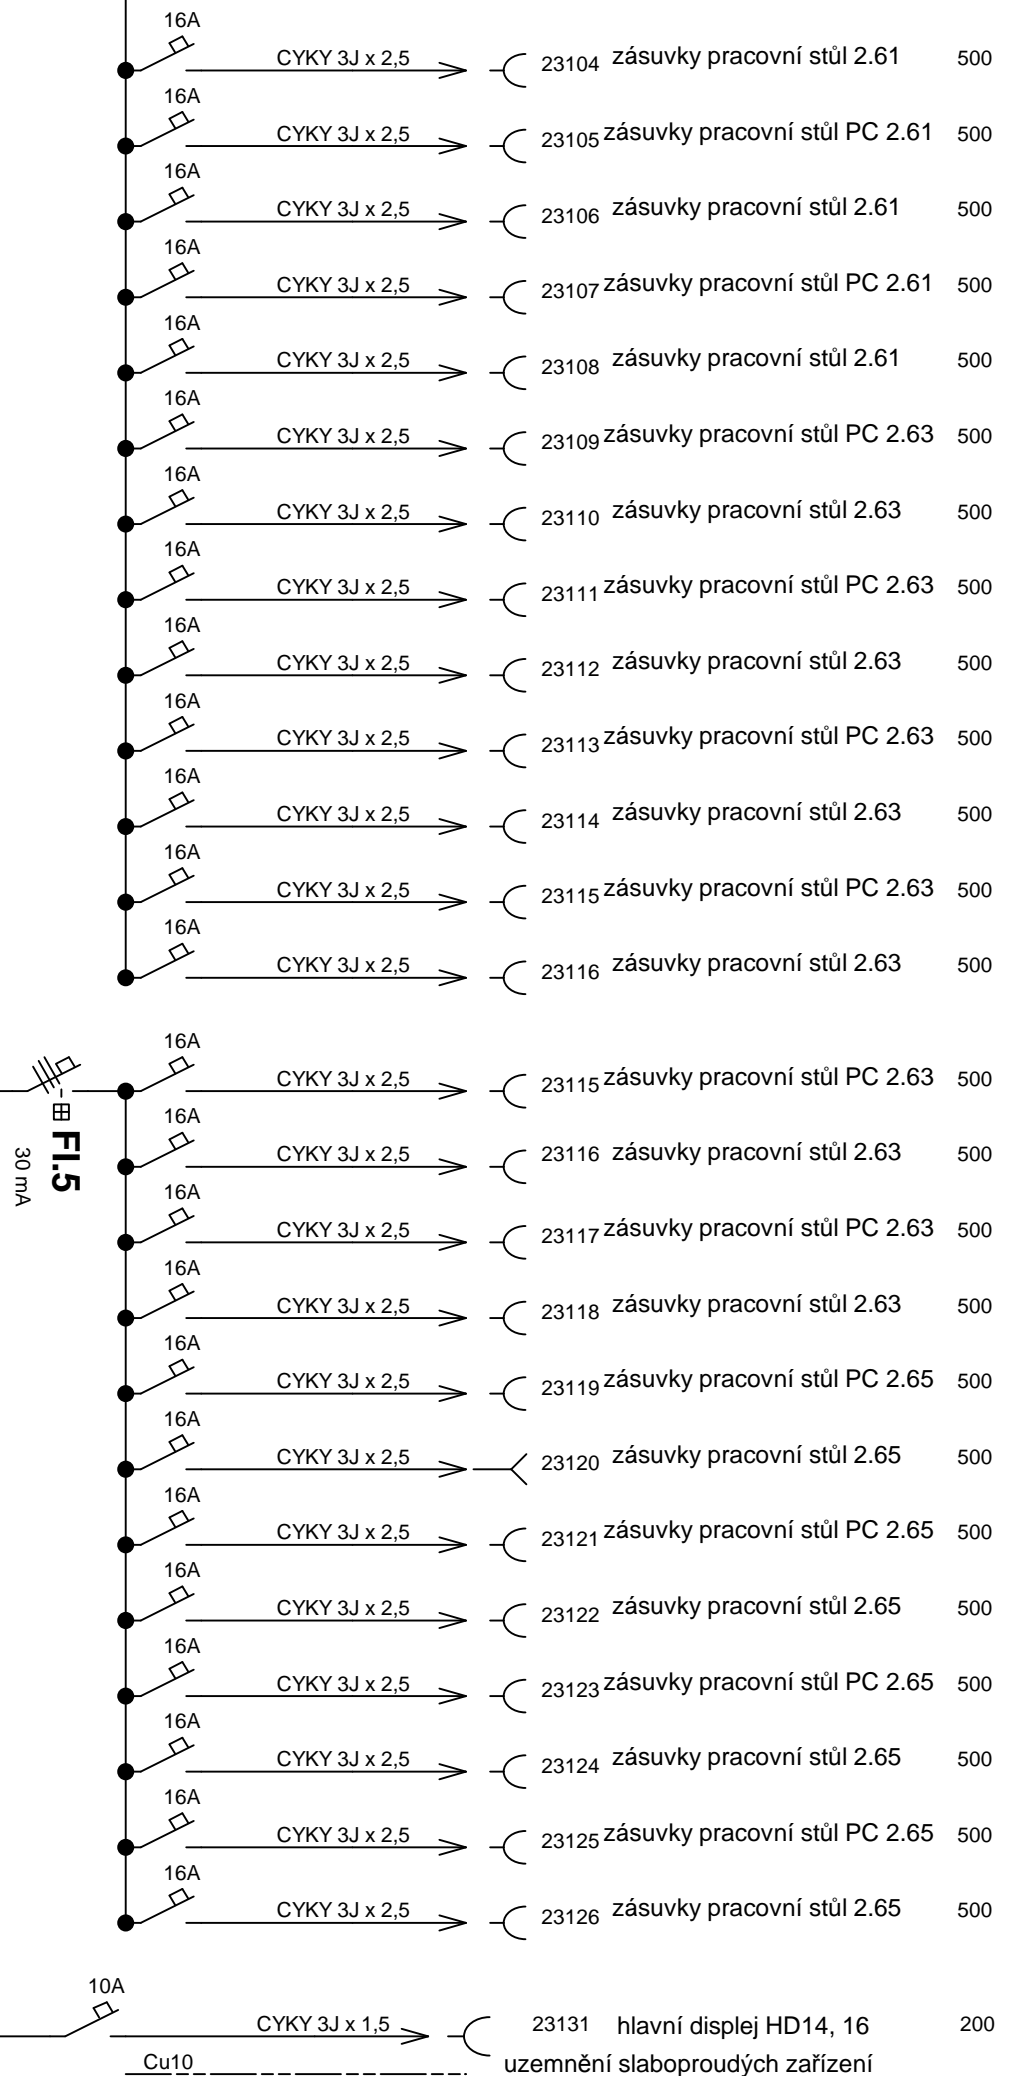 16A
CYKY 3J x 2,5 23104 zásuvky pracovní stůl 2.61 500
16A
CYKY 3J x 2,5 23105 zásuvky pracovní stůl PC 2.61 500
16A
CYKY 3J x 2,5 23106 zásuvky pracovní stůl 2.61 500
16A
CYKY 3J x 2,5 23107 zásuvky pracovní stůl PC 2.61 500
16A
CYKY 3J x 2,5 23108 zásuvky pracovní stůl 2.61 500
16A
CYKY 3J x 2,5 23109 zásuvky pracovní stůl PC 2.63 500
16A
CYKY 3J x 2,5 23110 zásuvky pracovní stůl 2.63 500
16A
CYKY 3J x 2,5 23111 zásuvky pracovní stůl PC 2.63 500
16A
CYKY 3J x 2,5 23112 zásuvky pracovní stůl 2.63 500
16A
CYKY 3J x 2,5 23113 zásuvky pracovní stůl PC 2.63 500
16A
CYKY 3J x 2,5 23114 zásuvky pracovní stůl 2.63 500
16A
CYKY 3J x 2,5 23115 zásuvky pracovní stůl PC 2.63 500
16A
CYKY 3J x 2,5 23116 zásuvky pracovní stůl 2.63 500
16A
CYKY 3J x 2,5 23115 zásuvky pracovní stůl PC 2.63 500
FI.5
30 mA
16A
CYKY 3J x 2,5 23116 zásuvky pracovní stůl 2.63 500
16A
CYKY 3J x 2,5 23117 zásuvky pracovní stůl PC 2.63 500
16A
CYKY 3J x 2,5 23118 zásuvky pracovní stůl 2.63 500
16A
CYKY 3J x 2,5 23119 zásuvky pracovní stůl PC 2.65 500
16A
CYKY 3J x 2,5 23120 zásuvky pracovní stůl 2.65 500
16A
CYKY 3J x 2,5 23121 zásuvky pracovní stůl PC 2.65 500
16A
CYKY 3J x 2,5 23122 zásuvky pracovní stůl 2.65 500
16A
CYKY 3J x 2,5 23123 zásuvky pracovní stůl PC 2.65 500
16A
CYKY 3J x 2,5 23124 zásuvky pracovní stůl 2.65 500
16A
CYKY 3J x 2,5 23125 zásuvky pracovní stůl PC 2.65 500
16A
CYKY 3J x 2,5 23126 zásuvky pracovní stůl 2.65 500
10A
CYKY 3J x 1,5 23131 hlavní displej HD14, 16 200
Cu10 uzemnění slaboproudých zařízení